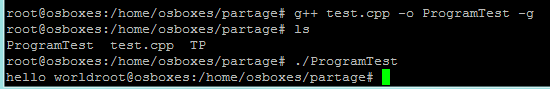 root@osboxes:/home/osboxes/partage# g++ test.cpp -o ProgramTest -g
root@osboxes:/home/osboxes/partage# ls
ProgramTest  test.cpp  TP
root@osboxes:/home/osboxes/partage# ./ProgramTest
hello worldroot@osboxes:/home/osboxes/partage#